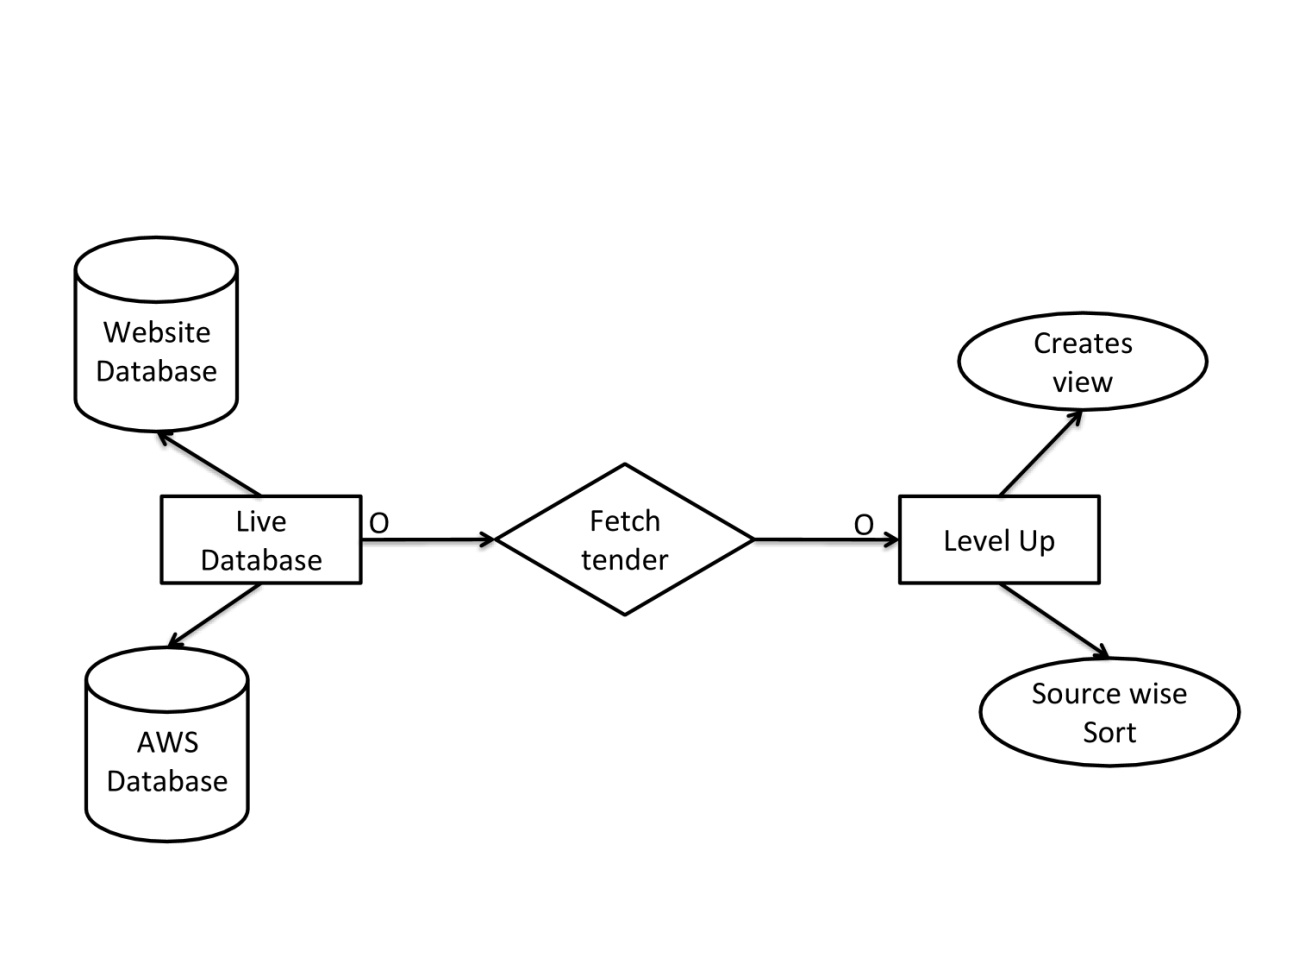 Website
Database
Creates
view
Live
Database
O
Fetch
tender
O
Level Up
AWS
Database
Source wise
Sort